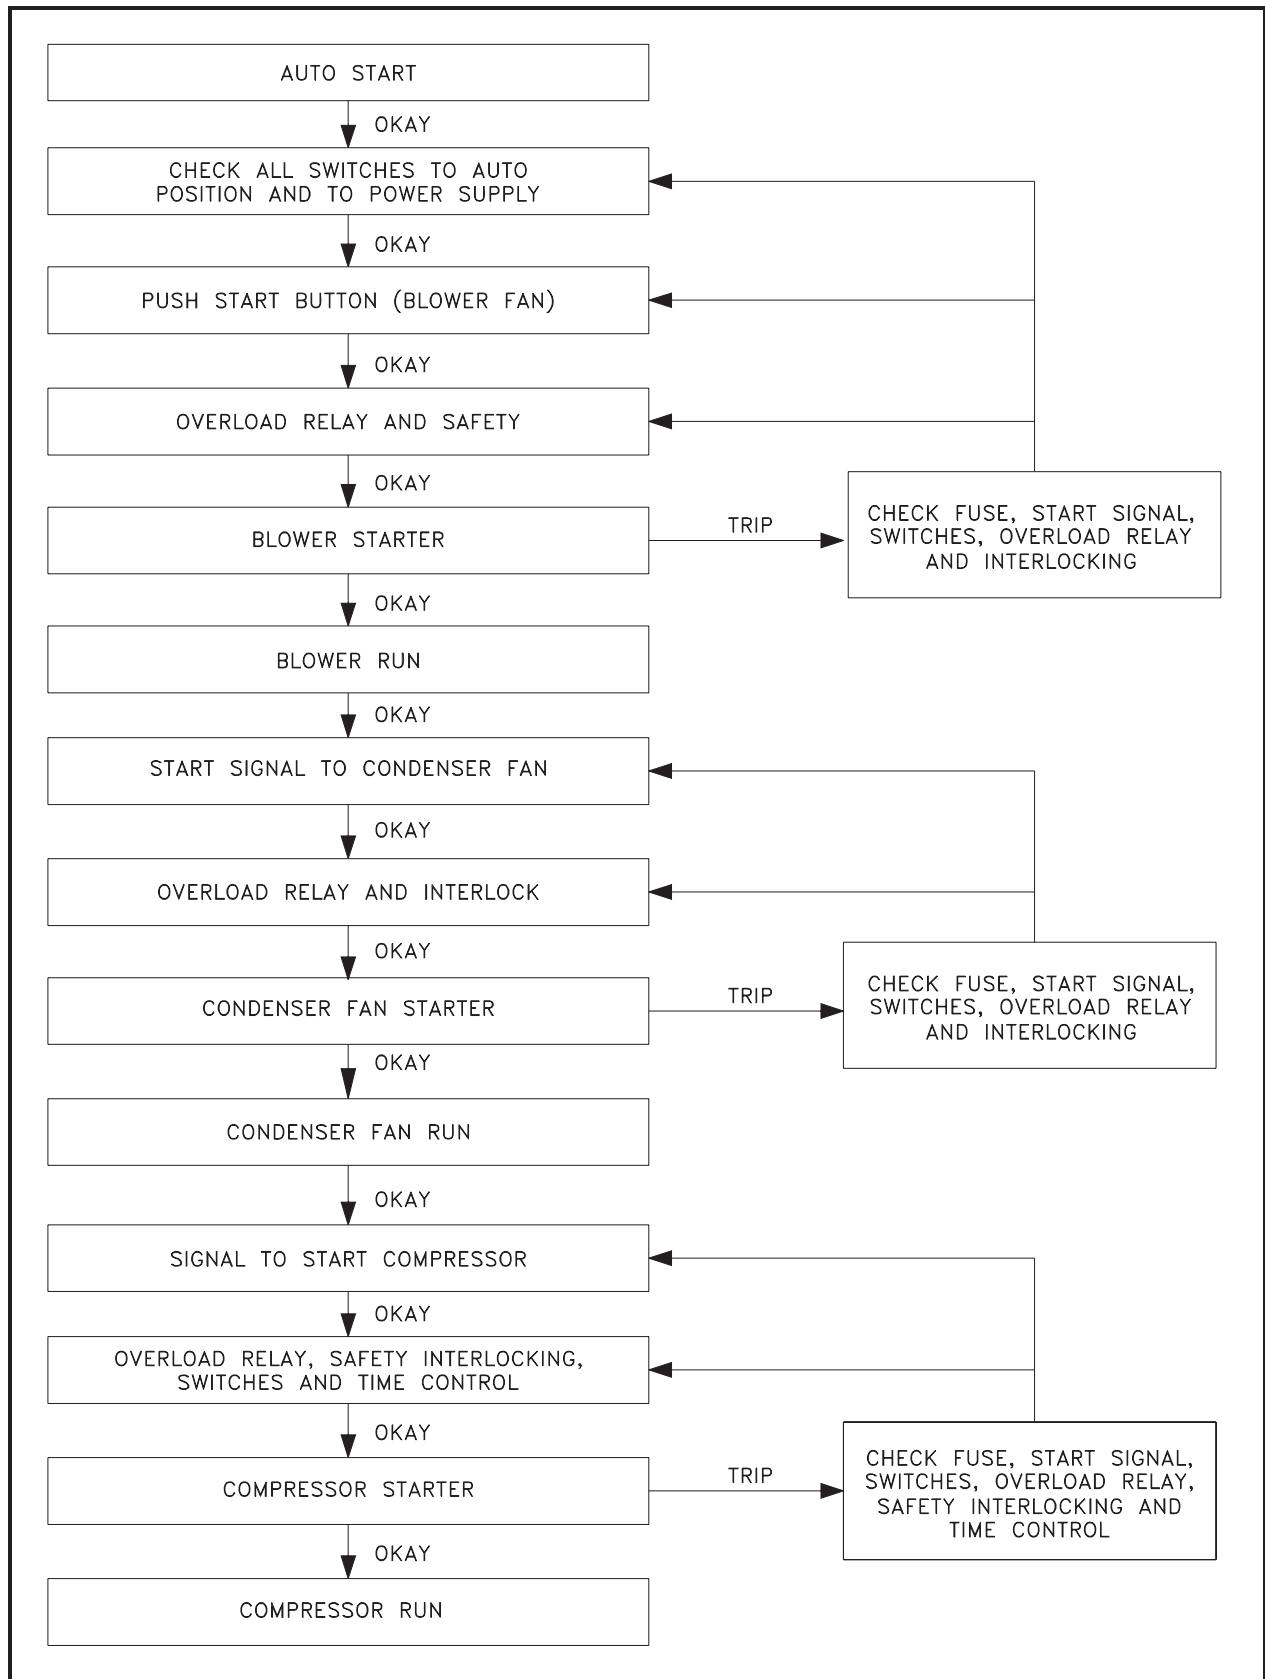 AUTO START
OKAY
CHECK ALL SWITCHES TO AUTO
POSITION AND TO POWER SUPPLY
OKAY
PUSH START BUTTON (BLOWER FAN)
OKAY
OVERLOAD RELAY AND SAFETY
OKAY
BLOWER STARTER
TRIP
CHECK FUSE, START SIGNAL,
SWITCHES, OVERLOAD RELAY
AND INTERLOCKING
OKAY
BLOWER RUN
OKAY
START SIGNAL TO CONDENSER FAN
OKAY
OVERLOAD RELAY AND INTERLOCK
OKAY
CONDENSER FAN STARTER
TRIP
CHECK FUSE, START SIGNAL,
SWITCHES, OVERLOAD RELAY
AND INTERLOCKING
OKAY
CONDENSER FAN RUN
OKAY
SIGNAL TO START COMPRESSOR
OKAY
OVERLOAD RELAY, SAFETY INTERLOCKING,
SWITCHES AND TIME CONTROL
OKAY
COMPRESSOR STARTER
TRIP
CHECK FUSE, START SIGNAL,
SWITCHES, OVERLOAD RELAY,
SAFETY INTERLOCKING AND
TIME CONTROL
OKAY
COMPRESSOR RUN